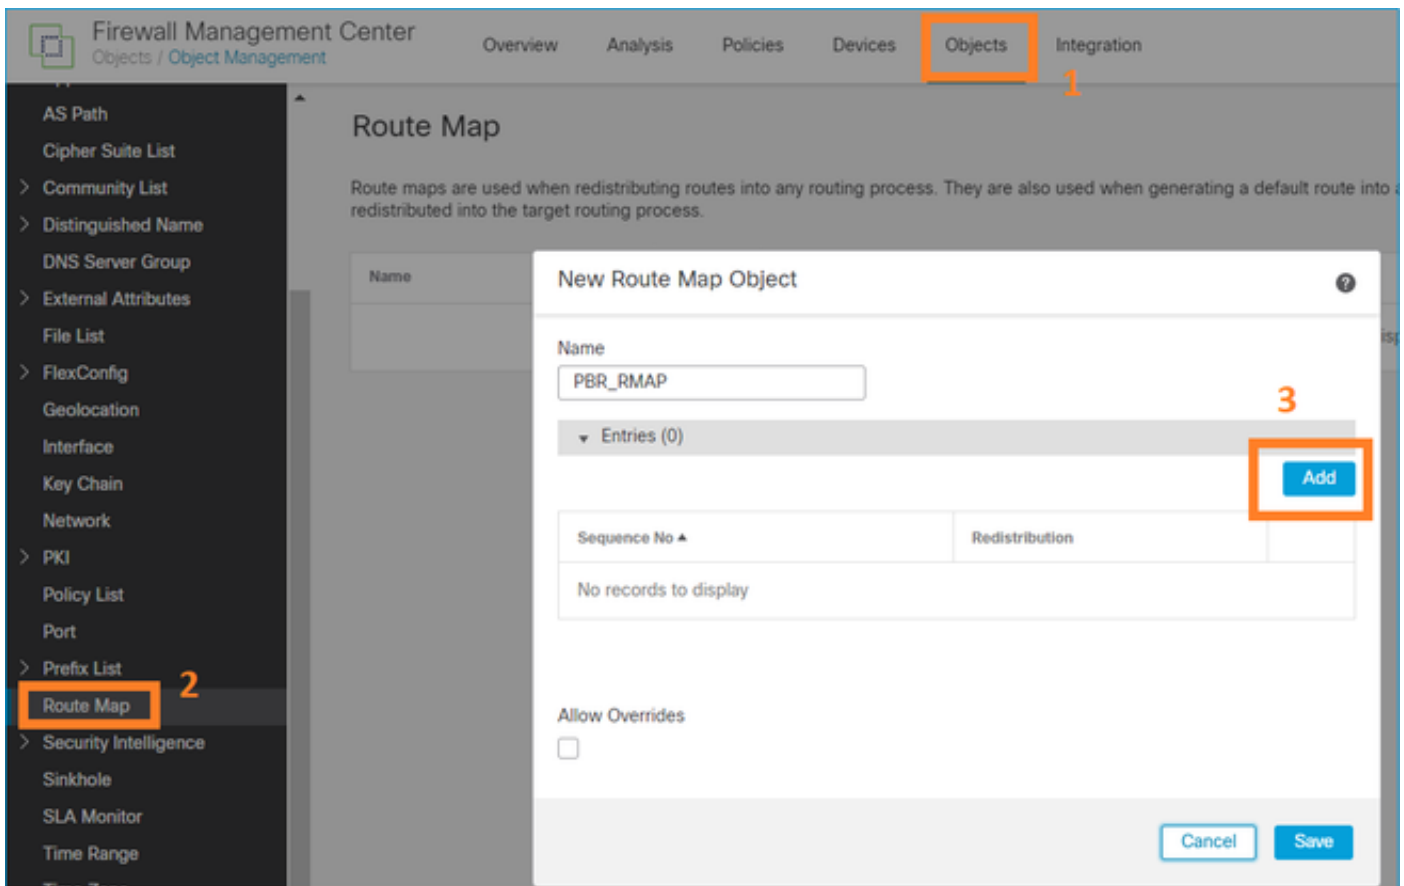 Firewall Management Center
Objects / Object Management
Overview
Analysis
Policies
Devices
Objects
Integration
1
AS Path
Cipher Suite List
Community List
Distinguished Name
DNS Server Group
External Attributes
File List
FlexConfig
Geolocation
Interface
Key Chain
Network
PKI
Policy List
Port
Prefix List
2
Route Map
Security Intelligence
Sinkhole
SLA Monitor
Time Range
Route Map
Route maps are used when redistributing routes into any routing process. They are also used when generating a default route into
redistributed into the target routing process.
Name
New Route Map Object
?
Name
PBR_RMAP
3
Entries (0)
Add
Sequence No
Redistribution
No records to display
Allow Overrides
Cancel
Save